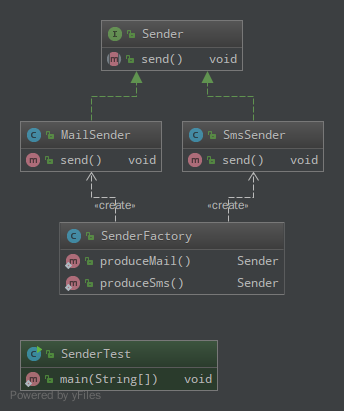 Sender
send() void
MailSender
send() void
SmsSender
send() void
«create»
«create»
SenderFactory
produceMail() Sender
produceSms() Sender
SenderTest
main(String[]) void
Powered by yFiles